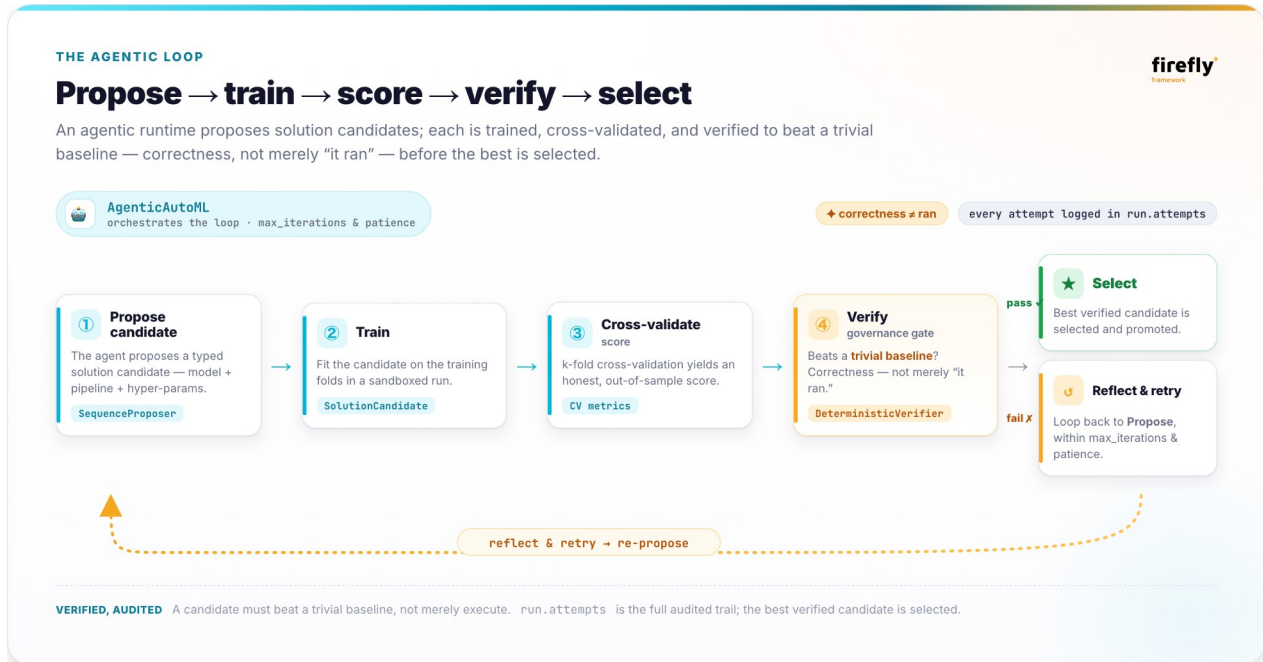 THE AGENTIC LOOP
firefly
framework
Propose → train → score → verify → select
An agentic runtime proposes solution candidates; each is trained, cross-validated, and verified to beat a trivial
baseline — correctness, not merely “it ran” — before the best is selected.
AgenticAutoML
orchestrates the loop · max_iterations & patience
✦ correctness ≠ ran
every attempt logged in run.attempts
① Propose
candidate
The agent proposes a typed
solution candidate — model +
pipeline + hyper-params.
SequenceProposer
→
② Train
Fit the candidate on the training
folds in a sandboxed run.
SolutionCandidate
→
③ Cross-validate
score
k-fold cross-validation yields an
honest, out-of-sample score.
CV metrics
→
④ Verify
governance gate
Beats a trivial baseline?
Correctness — not merely “it
ran.”
DeterministicVerifier
pass ✓
→
fail ✗
★ Select
Best verified candidate is
selected and promoted.
↺ Reflect & retry
Loop back to Propose,
within max_iterations &
patience.
reflect & retry → re-propose
VERIFIED, AUDITED A candidate must beat a trivial baseline, not merely execute. run.attempts is the full audited trail; the best verified candidate is selected.